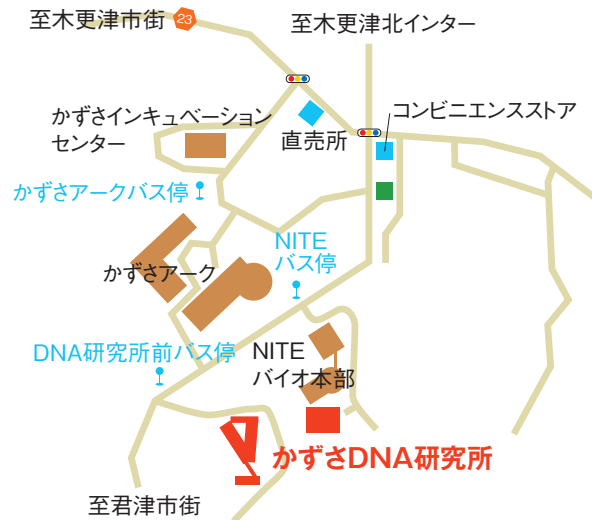 至木更津市街
23
至木更津北インター
かずさインキュベーション
センター
直売所
コンビニエンスストア
かずさアークバス停
NITE
バス停
かずさアーク
DNA研究所前バス停
NITE
バイオ本部
かずさDNA研究所
至君津市街